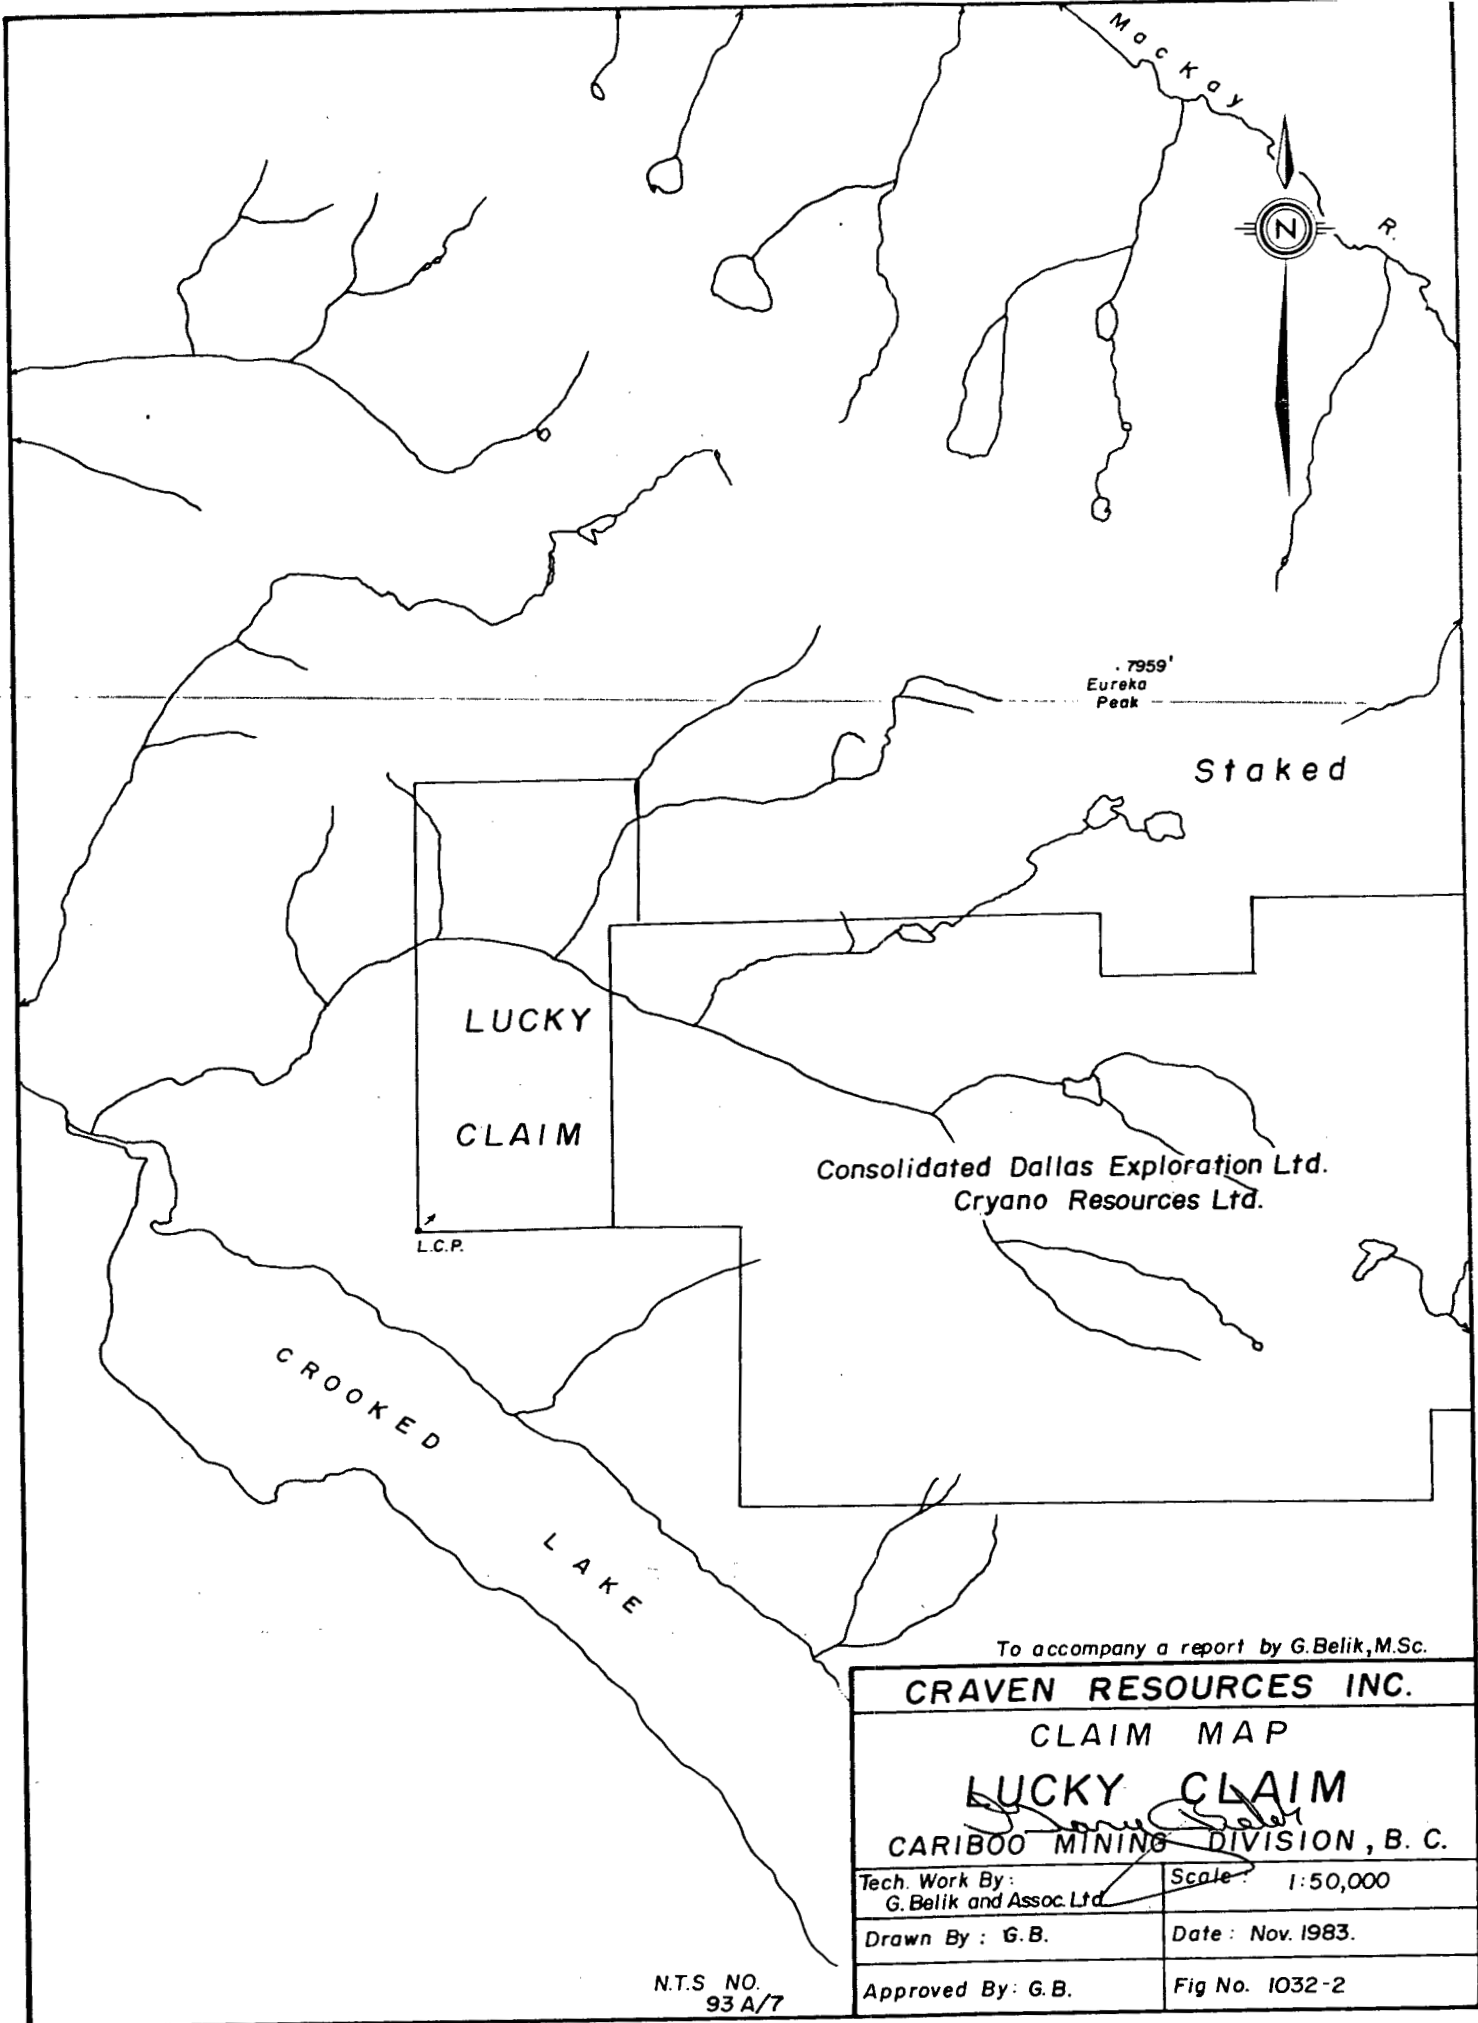 MacKay R.
N
. 7959'
Eureka
Peak
Staked
LUCKY
CLAIM
Consolidated Dallas Exploration Ltd.
Cryano Resources Ltd.
L.C.P.
CROOKED
LAKE
To accompany a report by G.Belik, M.Sc.
CRAVEN RESOURCES INC.
CLAIM MAP
LUCKY CLAIM
CARIBOO MINING DIVISION, B. C.
Tech. Work By:
G. Belik and Assoc. Ltd.
Scale: 1:50,000
Drawn By: G.B.
Date: Nov. 1983.
Approved By: G.B.
Fig No. 1032-2
N.T.S NO.
93 A/7